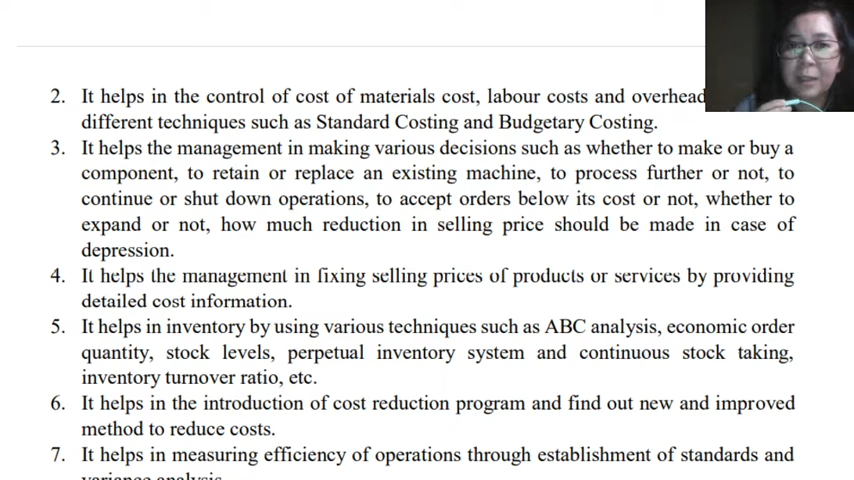 2. It helps in the control of cost of materials cost, labour costs and overhead
different techniques such as Standard Costing and Budgetary Costing.
3. It helps the management in making various decisions such as whether to make or buy a
component, to retain or replace an existing machine, to process further or not, to
continue or shut down operations, to accept orders below its cost or not, whether to
expand or not, how much reduction in selling price should be made in case of
depression.
4. It helps the management in fixing selling prices of products or services by providing
detailed cost information.
5. It helps in inventory by using various techniques such as ABC analysis, economic order
quantity, stock levels, perpetual inventory system and continuous stock taking,
inventory turnover ratio, etc.
6. It helps in the introduction of cost reduction program and find out new and improved
method to reduce costs.
7. It helps in measuring efficiency of operations through establishment of standards and
variance analysis.